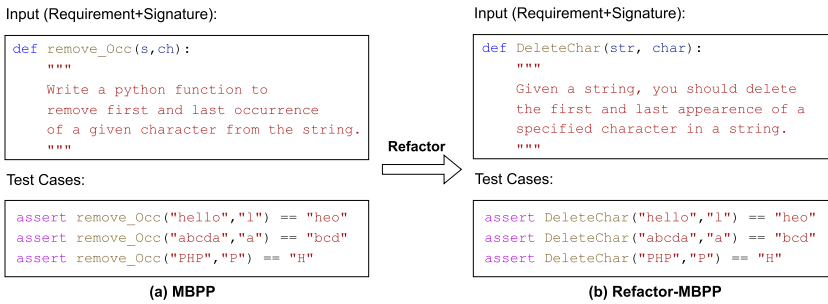 Input (Requirement+Signature):
def remove_Occ(s,ch):
"""
Write a python function to
remove first and last occurrence
of a given character from the string.
"""
Test Cases:
assert remove_Occ("hello","l") == "heo"
assert remove_Occ("abcda","a") == "bcd"
assert remove_Occ("PHP","P") == "H"
(a) MBPP
Refactor
Input (Requirement+Signature):
def DeleteChar(str, char):
"""
Given a string, you should delete
the first and last appearence of a
specified character in a string.
"""
Test Cases:
assert DeleteChar("hello","l") == "heo"
assert DeleteChar("abcda","a") == "bcd"
assert DeleteChar("PHP","P") == "H"
(b) Refactor-MBPP